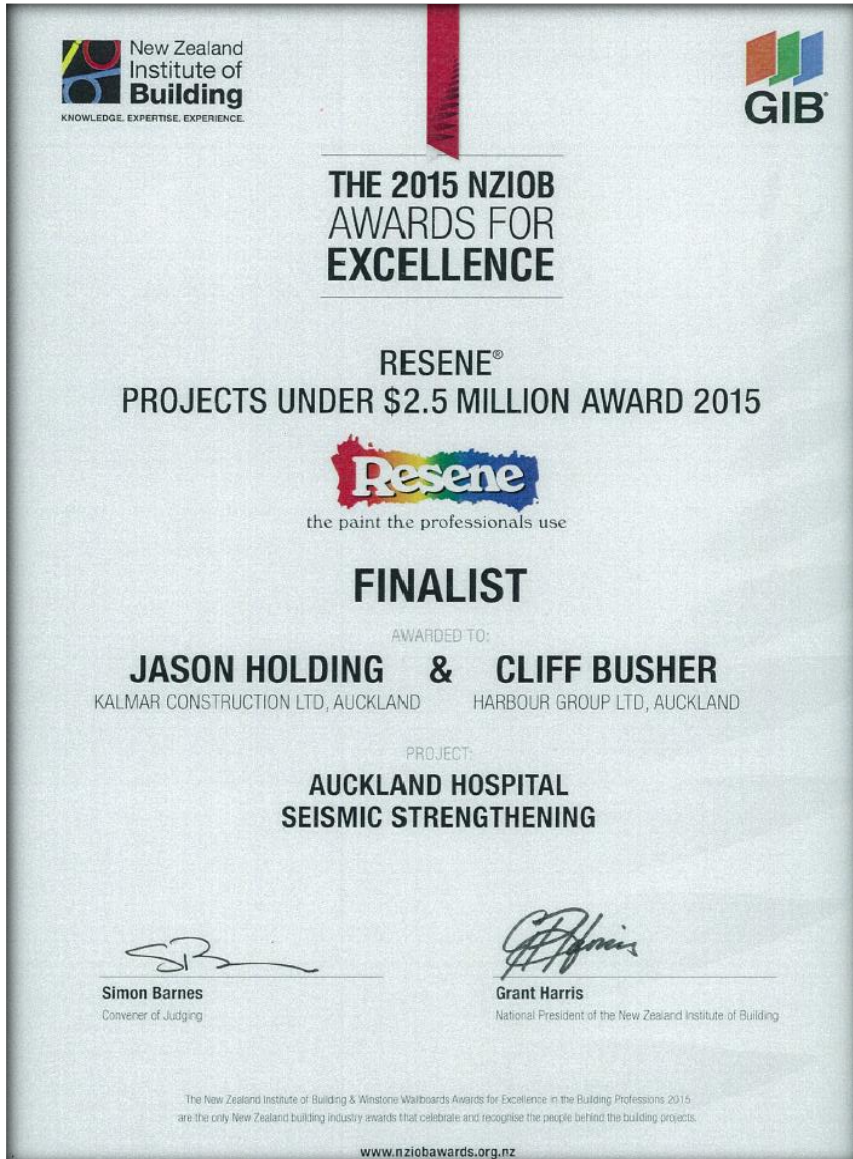 New Zealand
Institute of
Building
KNOWLEDGE. EXPERTISE. EXPERIENCE.
GIB®
THE 2015 NZIOB
AWARDS FOR
EXCELLENCE
RESENE®
PROJECTS UNDER $2.5 MILLION AWARD 2015
Resene
the paint the professionals use
FINALIST
AWARDED TO:
JASON HOLDING & CLIFF BUSHER
KALMAR CONSTRUCTION LTD, AUCKLAND HARBOUR GROUP LTD, AUCKLAND
PROJECT:
AUCKLAND HOSPITAL
SEISMIC STRENGTHENING
Simon Barnes
Convener of Judging
Grant Harris
National President of the New Zealand Institute of Building
The New Zealand Institute of Building & Winstone Wallboards Awards for Excellence in the Building Professions 2015
are the only New Zealand building industry awards that celebrate and recognise the people behind the building projects.
www.nziobawards.org.nz